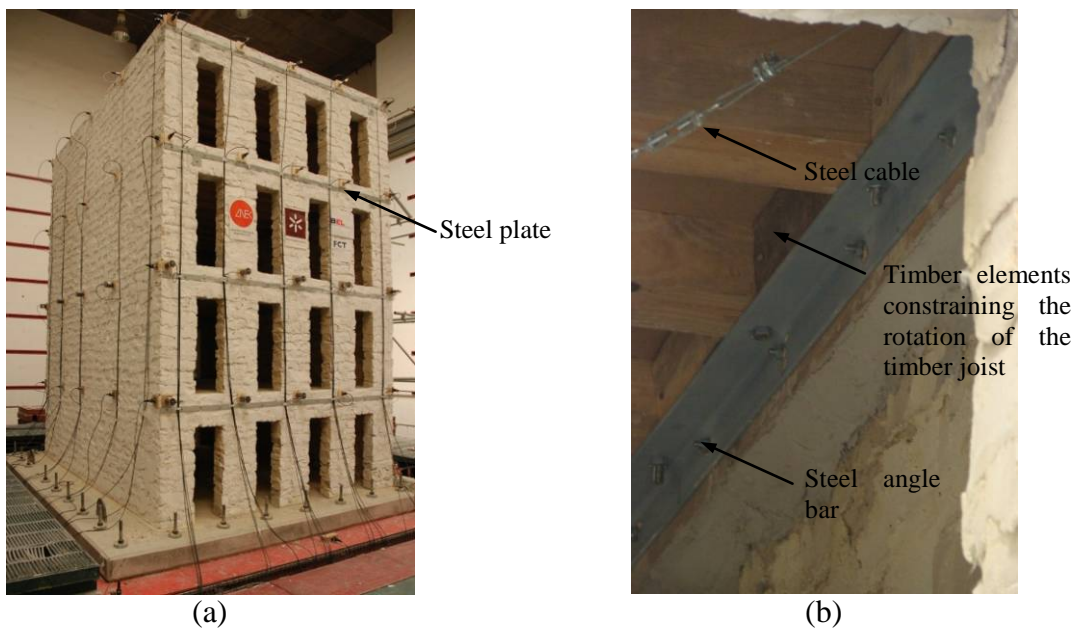 LNEC
FCT
Steel plate
(a)
Steel cable
Timber elements
constraining the
rotation of the
timber joist
Steel angle
bar
(b)